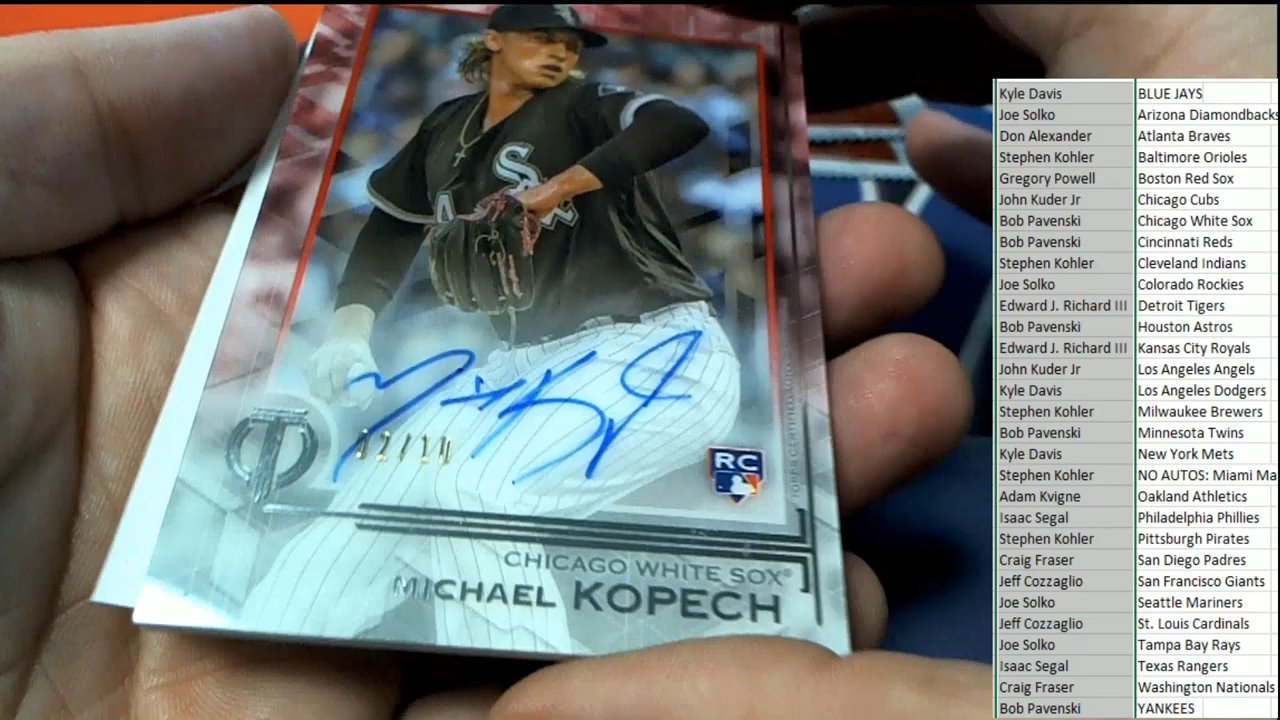 Sox
02/10
RC
CHICAGO WHITE SOX®
MICHAEL KOPECH
Kyle Davis BLUE JAYS
Joe Solko Arizona Diamondbacks
Don Alexander Atlanta Braves
Stephen Kohler Baltimore Orioles
Gregory Powell Boston Red Sox
John Kuder Jr Chicago Cubs
Bob Pavenski Chicago White Sox
Bob Pavenski Cincinnati Reds
Stephen Kohler Cleveland Indians
Joe Solko Colorado Rockies
Edward J. Richard III Detroit Tigers
Bob Pavenski Houston Astros
Edward J. Richard III Kansas City Royals
John Kuder Jr Los Angeles Angels
Kyle Davis Los Angeles Dodgers
Stephen Kohler Milwaukee Brewers
Bob Pavenski Minnesota Twins
Kyle Davis New York Mets
Stephen Kohler NO AUTOS: Miami Ma
Adam Kvigne Oakland Athletics
Isaac Segal Philadelphia Phillies
Stephen Kohler Pittsburgh Pirates
Craig Fraser San Diego Padres
Jeff Cozzaglio San Francisco Giants
Joe Solko Seattle Mariners
Jeff Cozzaglio St. Louis Cardinals
Joe Solko Tampa Bay Rays
Isaac Segal Texas Rangers
Craig Fraser Washington Nationals
Bob Pavenski YANKEES